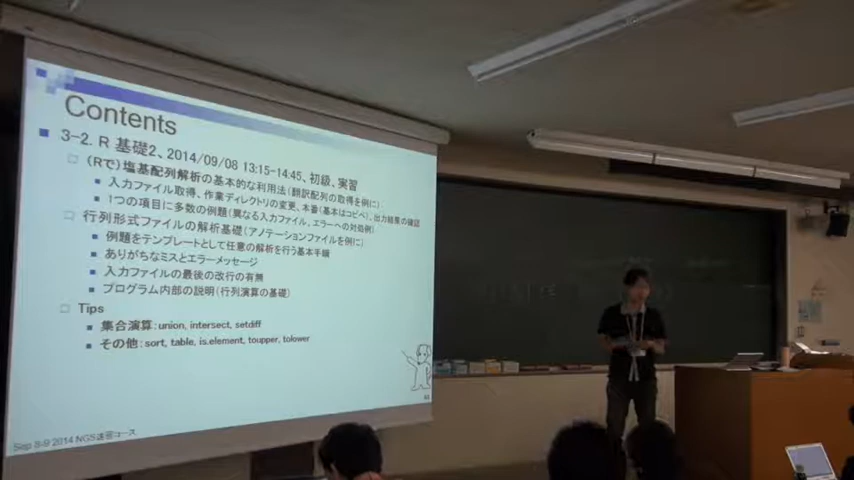 Contents
3-2. R 基礎2、2014/09/08 13:15-14:45、初級、実習
(Rで)塩基配列解析の基本的な利用法(翻訳配列の取得を例に)
入力ファイルの取得、作業ディレクトリの変更、本番(基本はコピペ)、出力結果の確認
1つの項目に多数の例題(異なる入力ファイル、エラーへの対処例)
行列形式ファイルの解析基礎(アノテーションファイルを例に)
例題をテンプレートとして任意の解析を行う基本手順
ありがちなミスとエラーメッセージ
入力ファイルの最後の改行の有無
プログラム内部の説明(行列演算の基礎)
Tips
集合演算:union, intersect, setdiff
その他:sort, table, is.element, toupper, tolower
Sep 8-9 2014 NGS速習コース